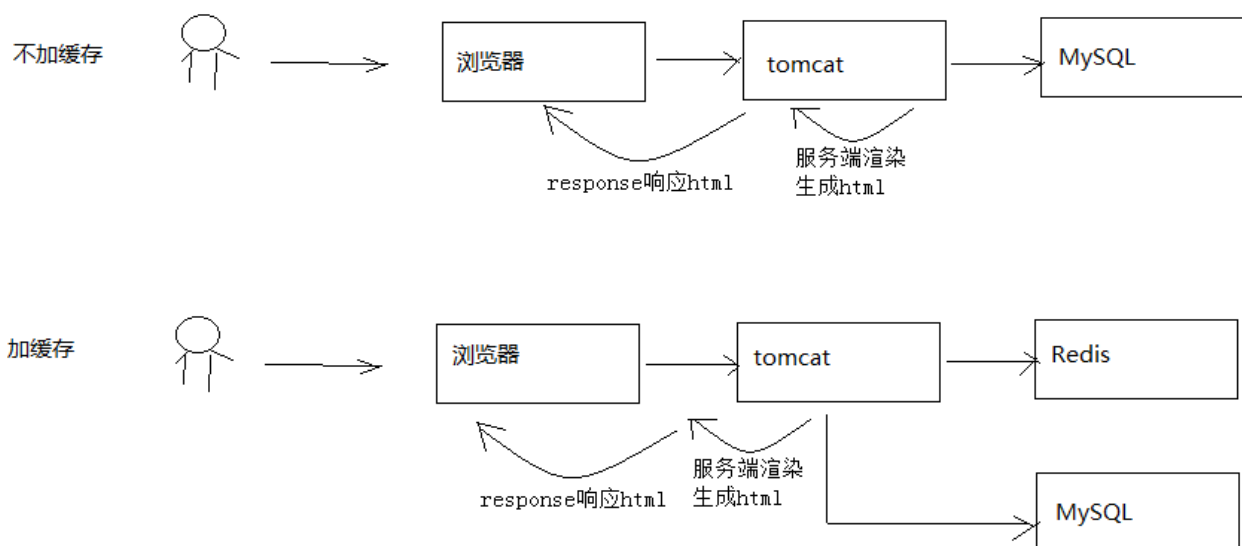 不加缓存
浏览器
tomcat
MySQL
response响应html
服务端渲染
生成html
加缓存
浏览器
tomcat
Redis
response响应html
服务端渲染
生成html
MySQL